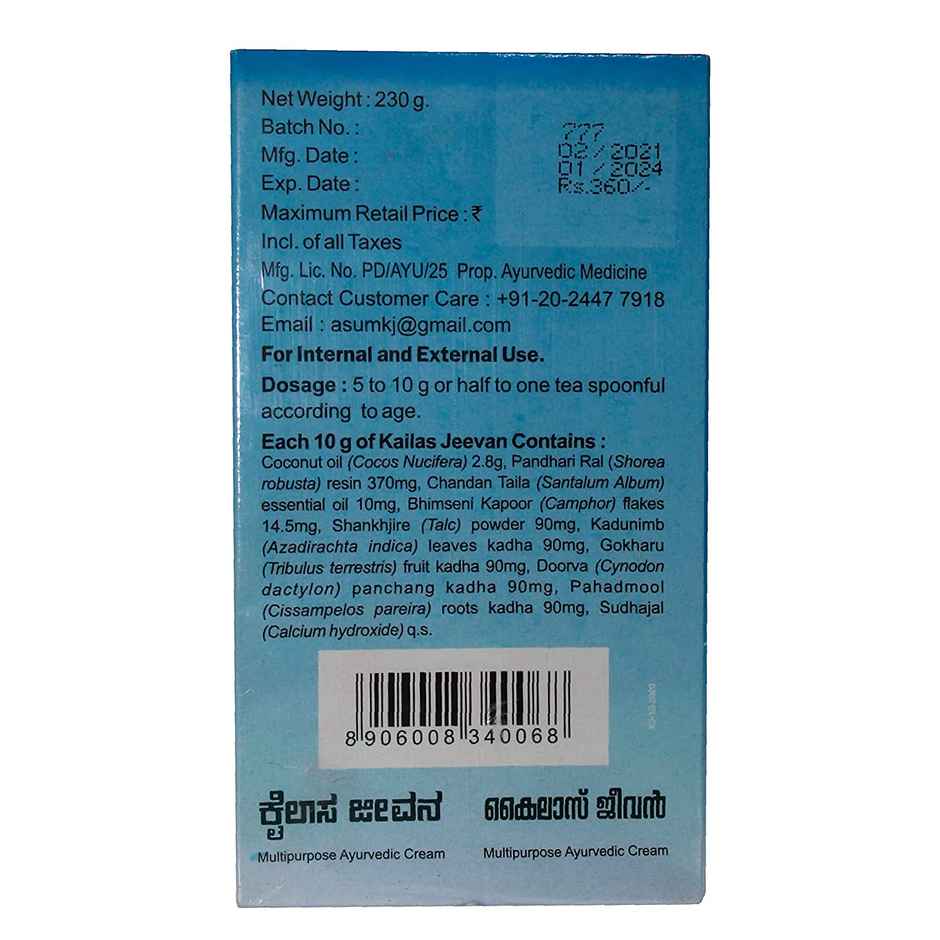 Net Weight : 230 g.
Batch No. : 777
Mfg. Date : 02/2021
Exp. Date : 01/2024
Rs.360/-
Maximum Retail Price : ₹
Incl. of all Taxes
Mfg. Lic. No. PD/AYU/25 Prop. Ayurvedic Medicine
Contact Customer Care : +91-20-2447 7918
Email : asumkj@gmail.com
For Internal and External Use.
Dosage : 5 to 10 g or half to one tea spoonful
according to age.
Each 10 g of Kailas Jeevan Contains :
Coconut oil (Cocos Nucifera) 2.8g, Pandhari Ral (Shorea
robusta) resin 370mg, Chandan Taila (Santalum Album)
essential oil 10mg, Bhimseni Kapoor (Camphor) flakes
14.5mg, Shankhjire (Talc) powder 90mg, Kadunimb
(Azadirachta indica) leaves kadha 90mg, Gokharu
(Tribulus terrestris) fruit kadha 90mg, Doorva (Cynodon
dactylon) panchang kadha 90mg, Pahadmool
(Cissampelos pareira) roots kadha 90mg, Sudhajal
(Calcium hydroxide) q.s.
8 906008 340068
ಕೈಲಾಸ ಜೀವನ കൈലാസ് ജീവൻ
Multipurpose Ayurvedic Cream Multipurpose Ayurvedic Cream